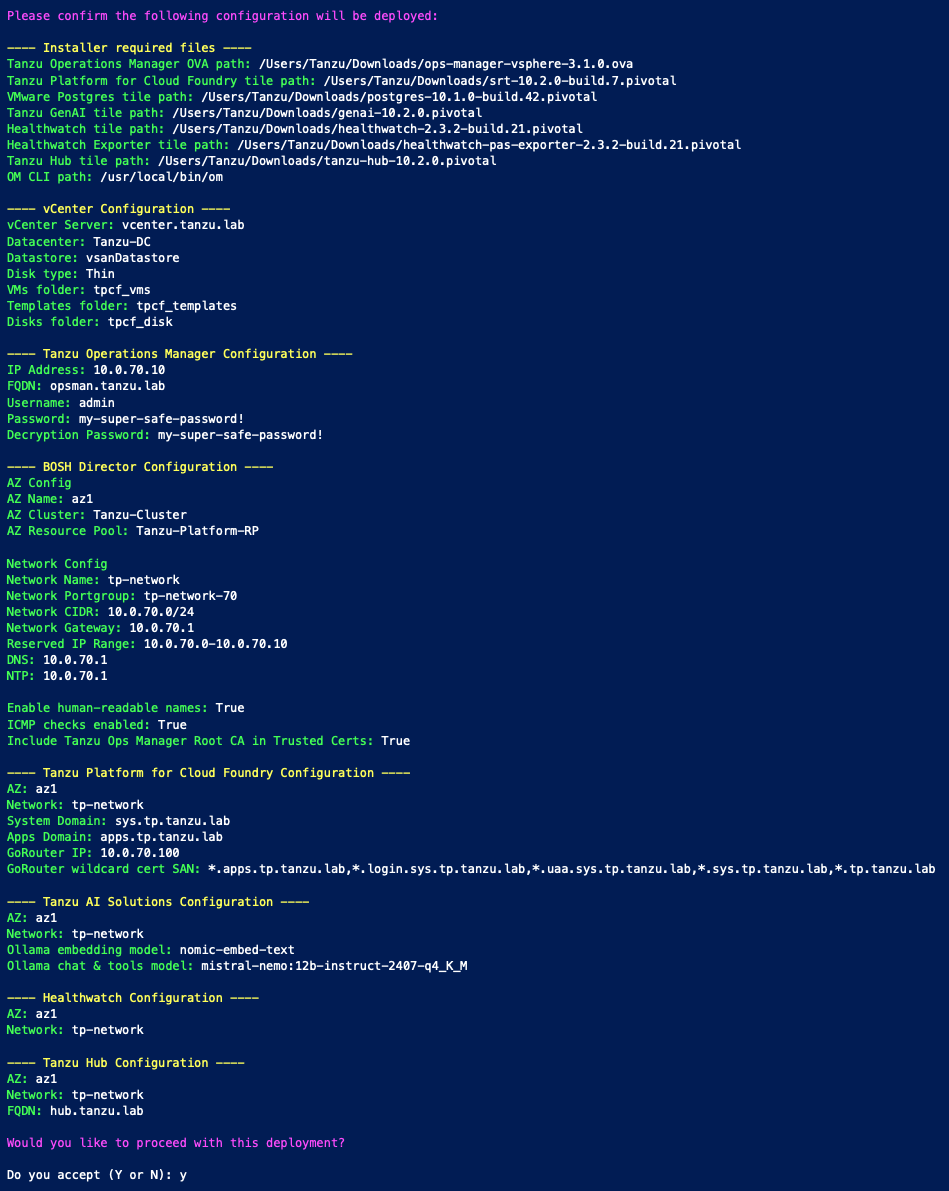 Please confirm the following configuration will be deployed:
---- Installer required files ----
Tanzu Operations Manager OVA path: /Users/Tanzu/Downloads/ops-manager-vsphere-3.1.0.ova
Tanzu Platform for Cloud Foundry tile path: /Users/Tanzu/Downloads/srt-10.2.0-build.7.pivotal
VMware Postgres tile path: /Users/Tanzu/Downloads/postgres-10.1.0-build.42.pivotal
Tanzu GenAI tile path: /Users/Tanzu/Downloads/genai-10.2.0.pivotal
Healthwatch tile path: /Users/Tanzu/Downloads/healthwatch-2.3.2-build.21.pivotal
Healthwatch Exporter tile path: /Users/Tanzu/Downloads/healthwatch-pas-exporter-2.3.2-build.21.pivotal
Tanzu Hub tile path: /Users/Tanzu/Downloads/tanzu-hub-10.2.0.pivotal
OM CLI path: /usr/local/bin/om
---- vCenter Configuration ----
vCenter Server: vcenter.tanzu.lab
Datacenter: Tanzu-DC
Datastore: vsanDatastore
Disk type: Thin
VMs folder: tpcf_vms
Templates folder: tpcf_templates
Disks folder: tpcf_disk
---- Tanzu Operations Manager Configuration ----
IP Address: 10.0.70.10
FQDN: opsman.tanzu.lab
Username: admin
Password: my-super-safe-password!
Decryption Password: my-super-safe-password!
---- BOSH Director Configuration ----
AZ Config
AZ Name: az1
AZ Cluster: Tanzu-Cluster
AZ Resource Pool: Tanzu-Platform-RP
Network Config
Network Name: tp-network
Network Portgroup: tp-network-70
Network CIDR: 10.0.70.0/24
Network Gateway: 10.0.70.1
Reserved IP Range: 10.0.70.0-10.0.70.10
DNS: 10.0.70.1
NTP: 10.0.70.1
Enable human-readable names: True
ICMP checks enabled: True
Include Tanzu Ops Manager Root CA in Trusted Certs: True
---- Tanzu Platform for Cloud Foundry Configuration ----
AZ: az1
Network: tp-network
System Domain: sys.tp.tanzu.lab
Apps Domain: apps.tp.tanzu.lab
GoRouter IP: 10.0.70.100
GoRouter wildcard cert SAN: *.apps.tp.tanzu.lab,*.login.sys.tp.tanzu.lab,*.uaa.sys.tp.tanzu.lab,*.sys.tp.tanzu.lab,*.tp.tanzu.lab
---- Tanzu AI Solutions Configuration ----
AZ: az1
Network: tp-network
Ollama embedding model: nomic-embed-text
Ollama chat & tools model: mistral-nemo:12b-instruct-2407-q4_K_M
---- Healthwatch Configuration ----
AZ: az1
Network: tp-network
---- Tanzu Hub Configuration ----
AZ: az1
Network: tp-network
FQDN: hub.tanzu.lab
Would you like to proceed with this deployment?
Do you accept (Y or N): y